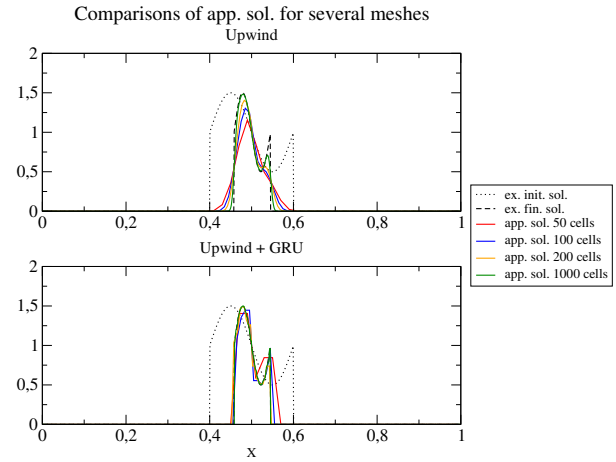 Comparisons of app. sol. for several meshes
Upwind
2
1,5
1
0,5
0
0 0,2 0,4 0,6 0,8 1
ex. init. sol.
ex. fin. sol.
app. sol. 50 cells
app. sol. 100 cells
app. sol. 200 cells
app. sol. 1000 cells
Upwind + GRU
2
1,5
1
0,5
0
0 0,2 0,4 0,6 0,8 1
X